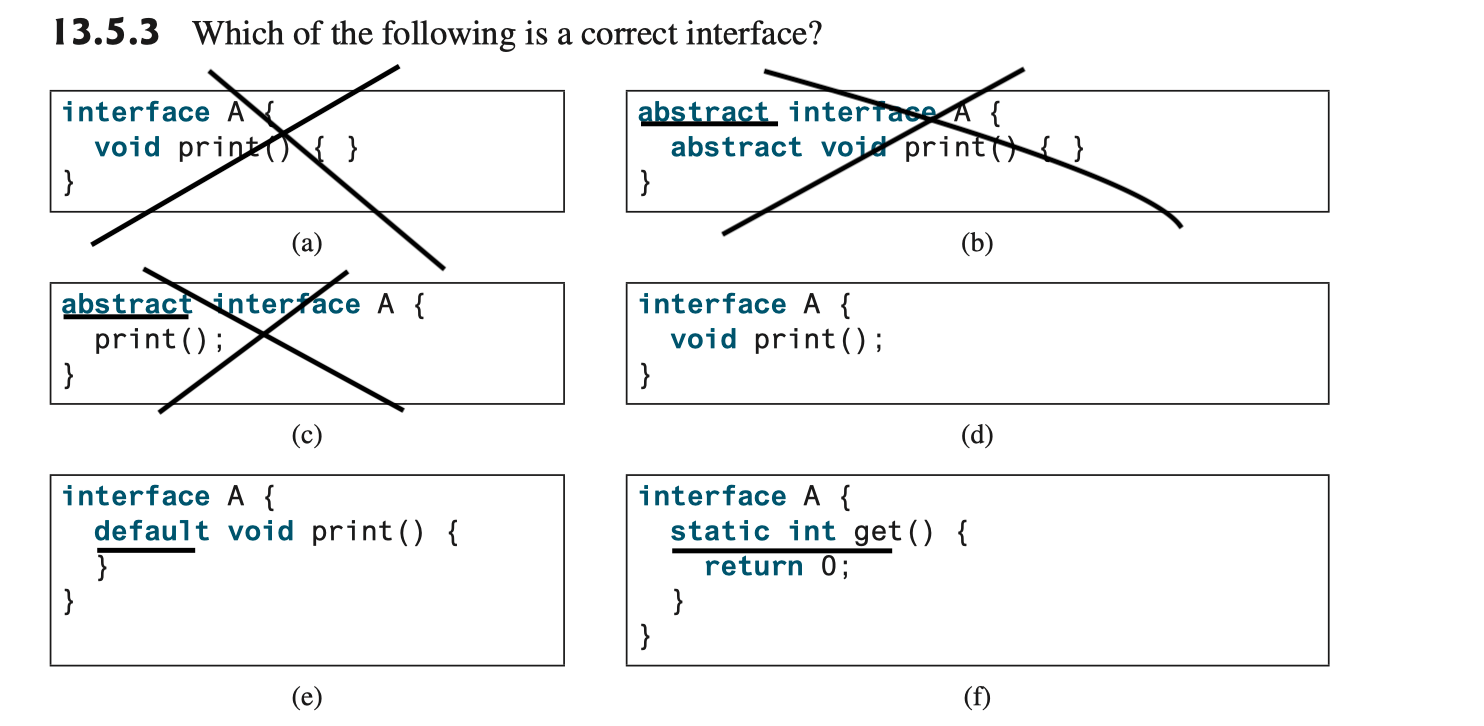 13.5.3 Which of the following is a correct interface?
interface A {
void print() { }
}
(a)
abstract interface A {
abstract void print() { }
}
(b)
abstract interface A {
print();
}
(c)
interface A {
void print();
}
(d)
interface A {
default void print() {
}
}
(e)
interface A {
static int get() {
return 0;
}
}
(f)